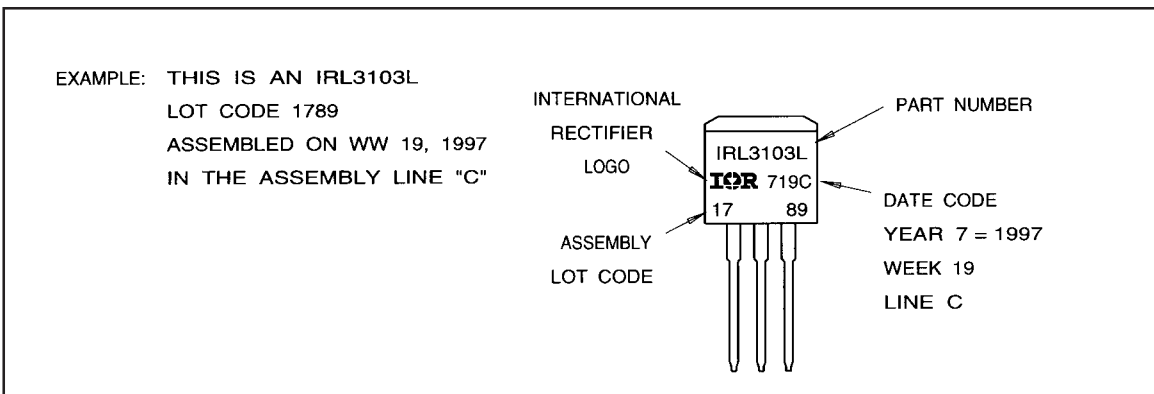 EXAMPLE: THIS IS AN IRL3103L
LOT CODE 1789
ASSEMBLED ON WW 19, 1997
IN THE ASSEMBLY LINE "C"
INTERNATIONAL
RECTIFIER
LOGO
PART NUMBER
IRL3103L
IOR 719C
17 89
ASSEMBLY
LOT CODE
DATE CODE
YEAR 7 = 1997
WEEK 19
LINE C